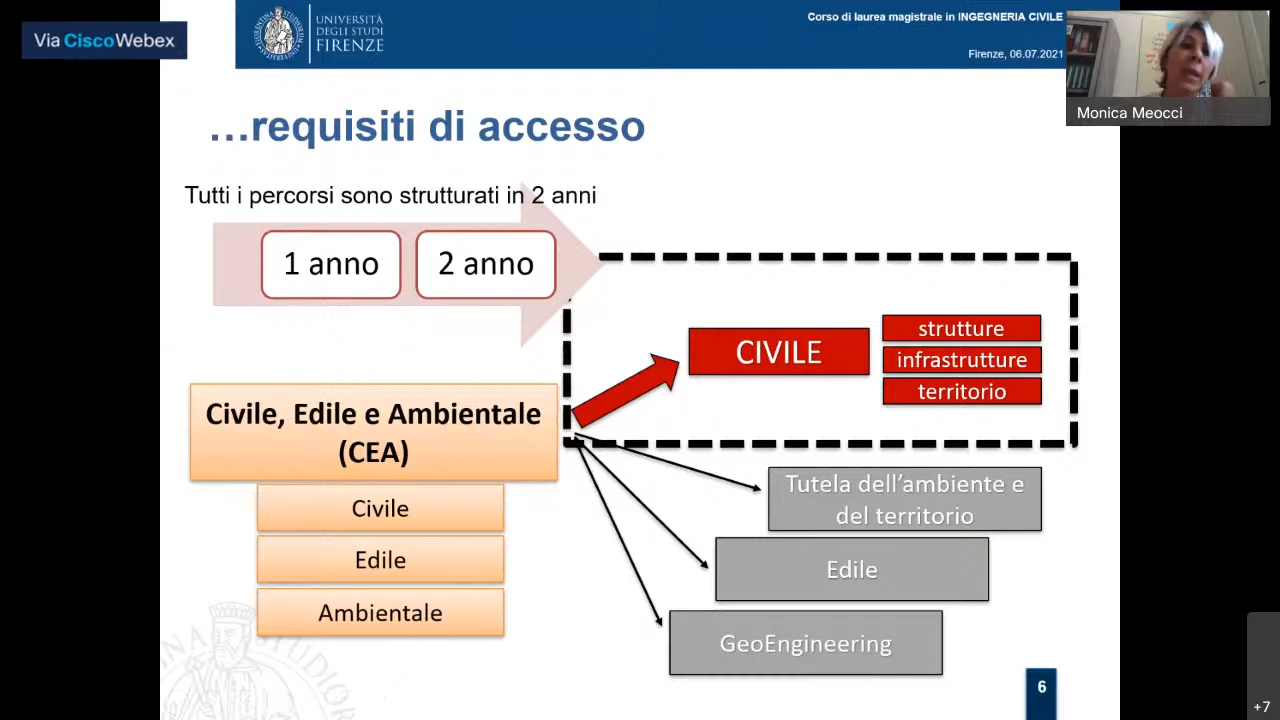 Via CiscoWebex
UNIVERSITÀ
DEGLI STUDI
FIRENZE
Corso di laurea magistrale in INGEGNERIA CIVILE
Firenze, 06.07.2021
Monica Meocci
…requisiti di accesso
Tutti i percorsi sono strutturati in 2 anni
1 anno
2 anno
CIVILE
strutture
infrastrutture
territorio
Civile, Edile e Ambientale
(CEA)
Civile
Edile
Ambientale
Tutela dell’ambiente e
del territorio
Edile
GeoEngineering
6
+7